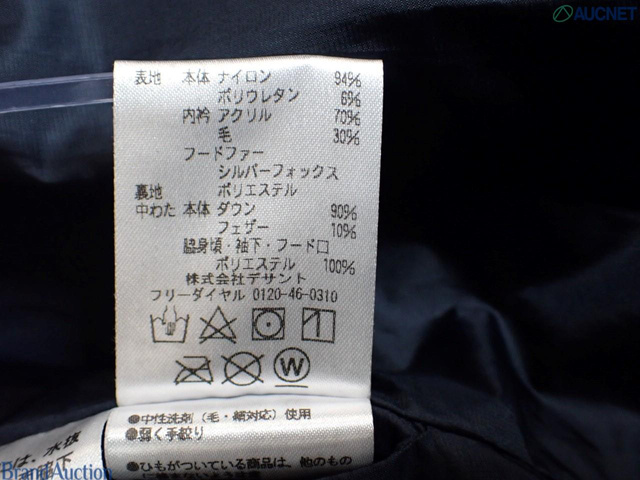 AUCNET
表地 本体 ナイロン 94%
ポリウレタン 6%
内衿 アクリル 70%
毛 30%
フードファー
シルバーフォックス
裏地 ポリエステル
中わた 本体 ダウン 90%
フェザー 10%
脇身頃・袖下・フード口
ポリエステル 100%
株式会社デサント
フリーダイヤル 0120-46-0310
W
●中性洗剤（毛・絹対応）使用
●弱く手絞り
●ひもがついている商品は、他のもの
は、水後
Brand Auction